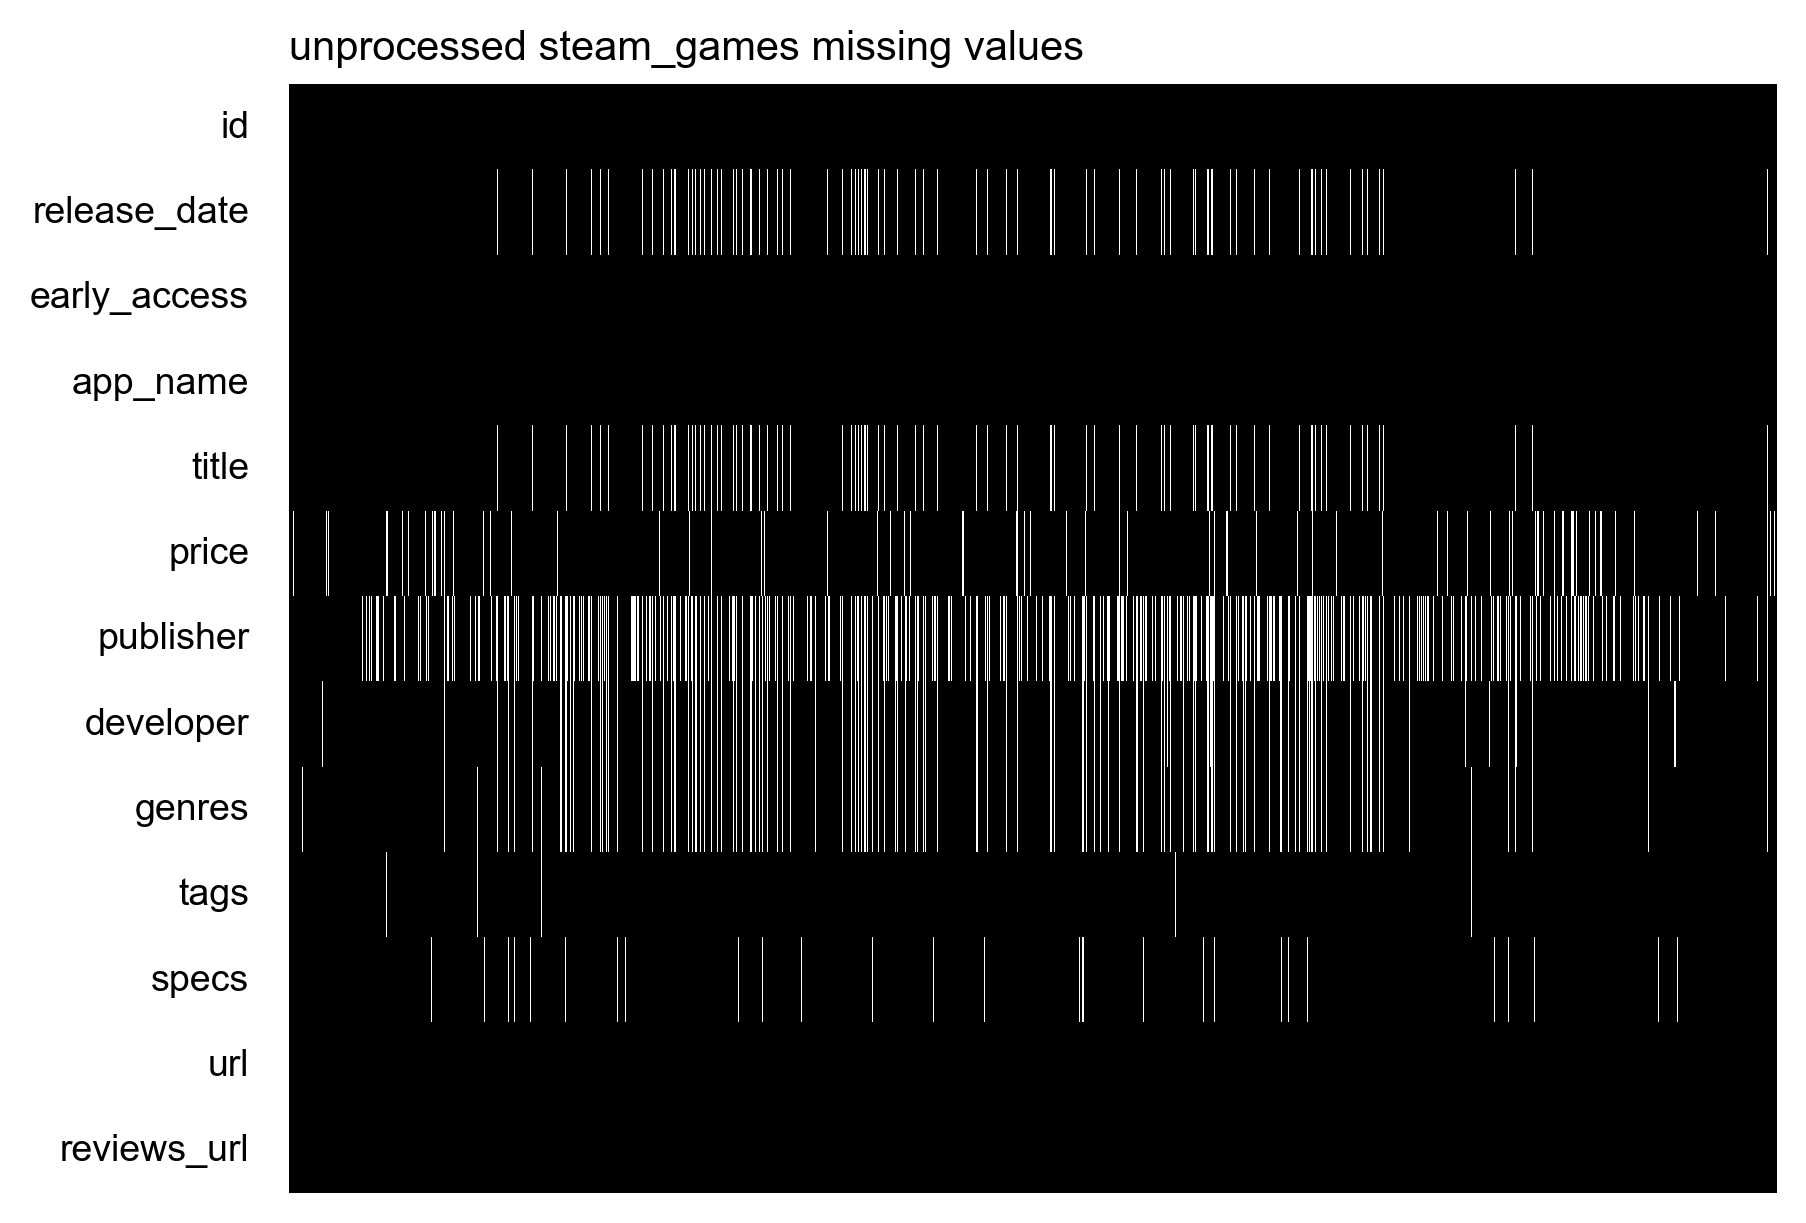 unprocessed steam_games missing values
id
release_date
early_access
app_name
title
price
publisher
developer
genres
tags
specs
url
reviews_url